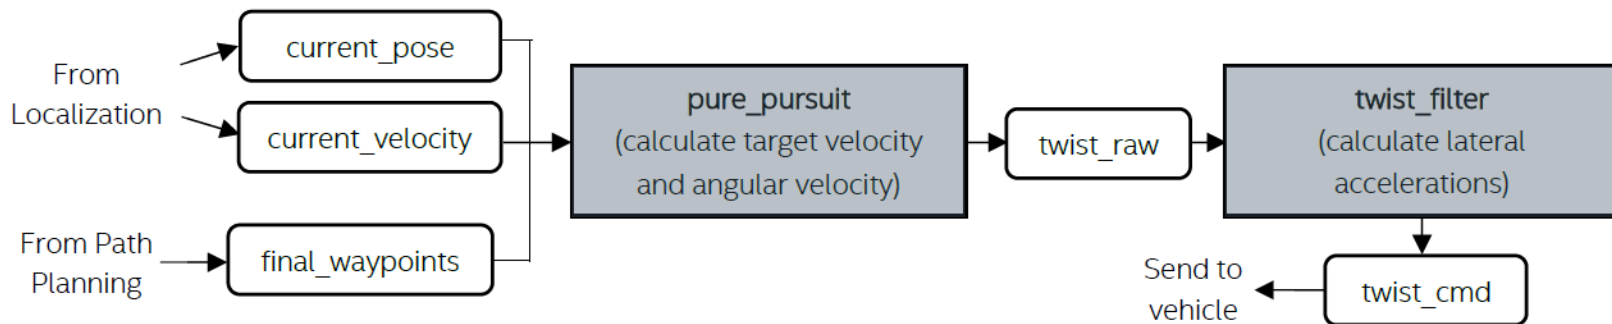 From
Localization
current_pose
current_velocity
From Path
Planning
final_waypoints
pure_pursuit
(calculate target velocity
and angular velocity)
twist_raw
twist_filter
(calculate lateral
accelerations)
twist_cmd
Send to
vehicle